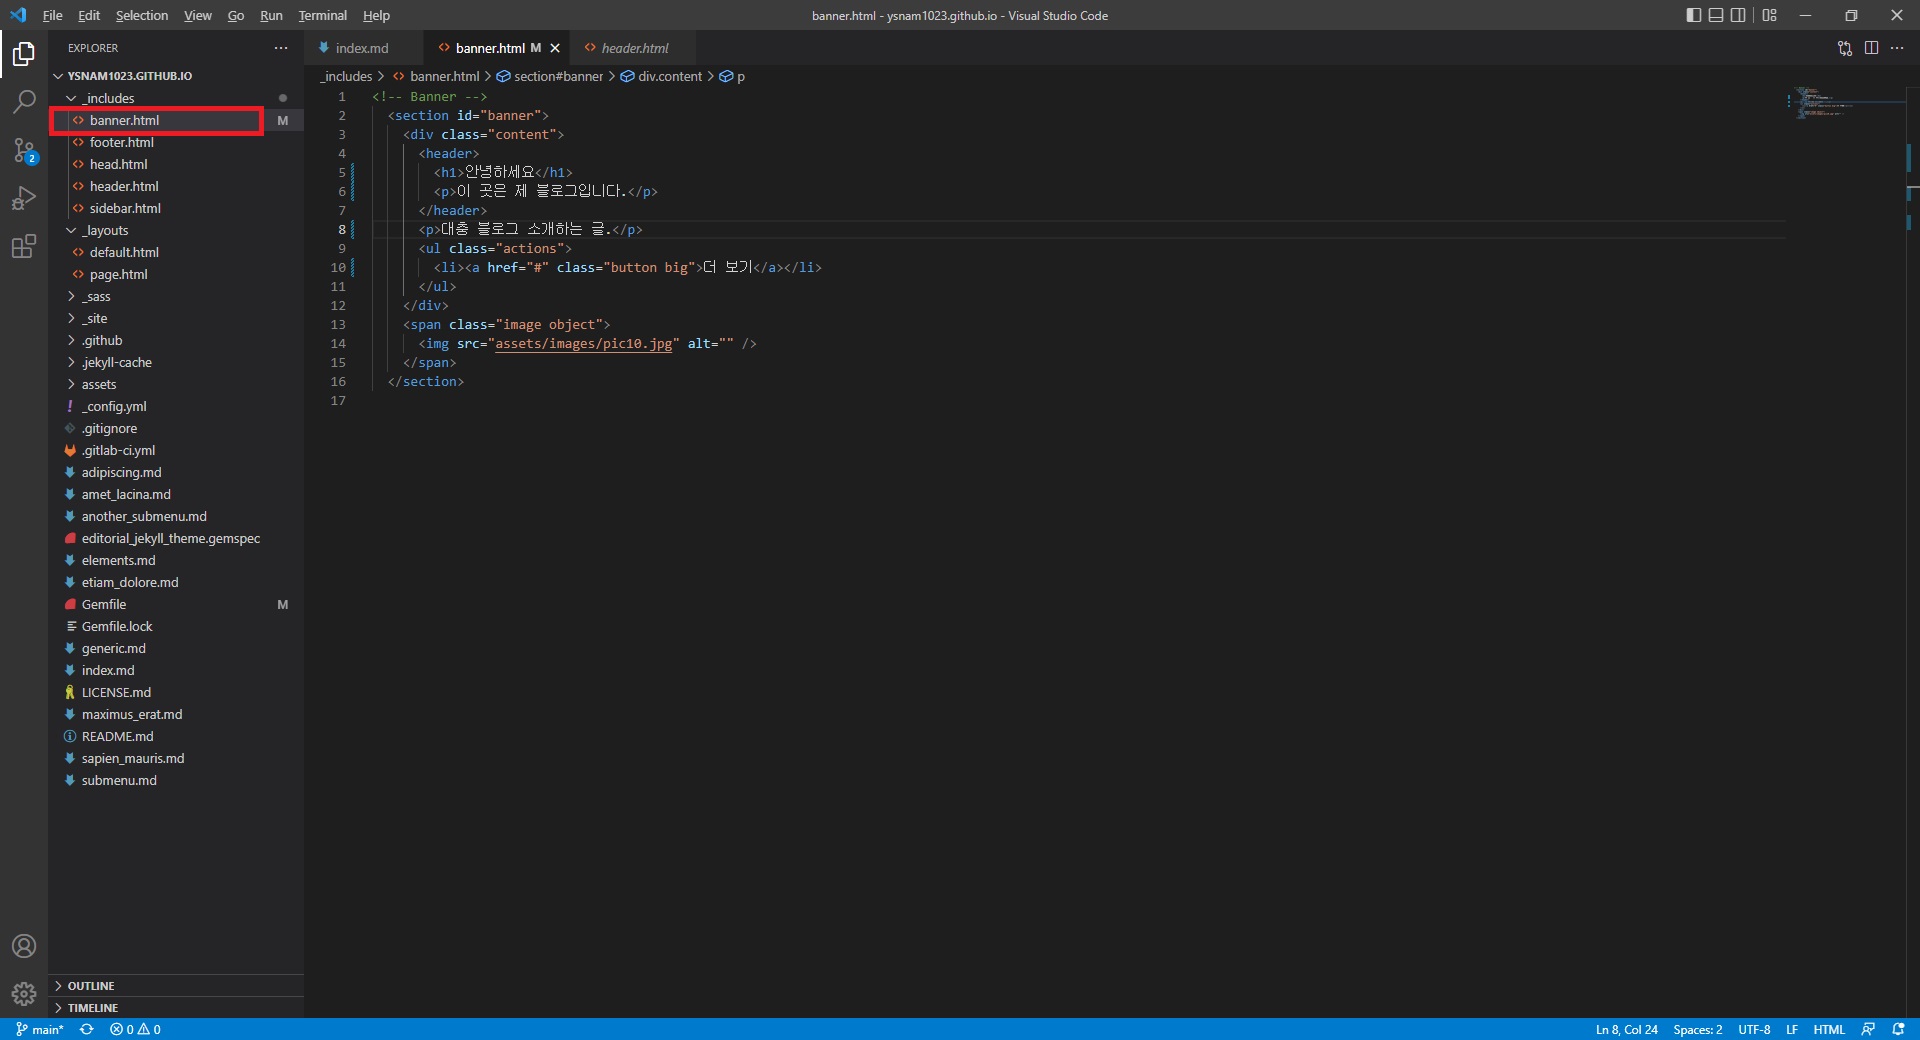 File Edit Selection View Go Run Terminal Help
banner.html - ysnam1023.github.io - Visual Studio Code
EXPLORER
YSNAM1023.GITHUB.IO
_includes
banner.html M
footer.html
head.html
header.html
sidebar.html
_layouts
default.html
page.html
_sass
_site
.github
.jekyll-cache
assets
_config.yml
.gitignore
.gitlab-ci.yml
adipiscing.md
amet_lacina.md
another_submenu.md
editorial_jekyll_theme.gemspec
elements.md
etiam_dolore.md
Gemfile M
Gemfile.lock
generic.md
index.md
LICENSE.md
maximus_erat.md
README.md
sapien_mauris.md
submenu.md
OUTLINE
TIMELINE
2
index.md banner.html M header.html
_includes > banner.html > section#banner > div.content > p
1 <!-- Banner -->
2 <section id="banner">
3 <div class="content">
4 <header>
5 <h1>안녕하세요</h1>
6 <p>이 곳은 제 블로그입니다.</p>
7 </header>
8 <p>대충 블로그 소개하는 글.</p>
9 <ul class="actions">
10 <li><a href="#" class="button big">더 보기</a></li>
11 </ul>
12 </div>
13 <span class="image object">
14 <img src="assets/images/pic10.jpg" alt="" />
15 </span>
16 </section>
17
main* 0 0 Ln 8, Col 24 Spaces: 2 UTF-8 LF HTML